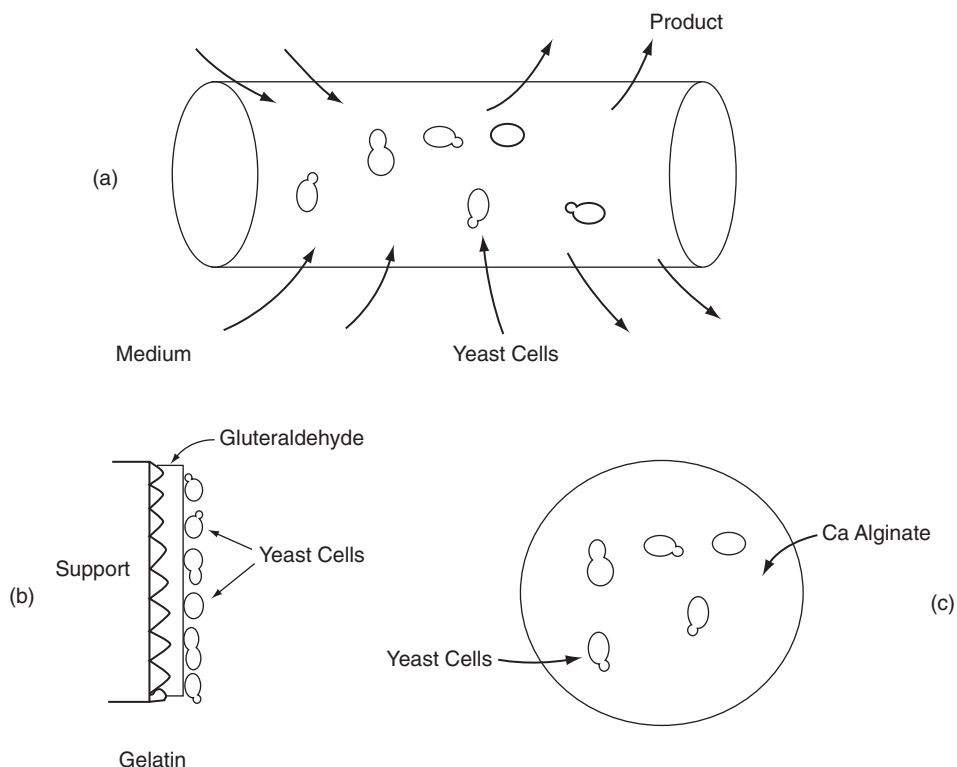 Product
(a)
Medium
Yeast Cells
Gluteraldehyde
Yeast Cells
Support
(b)
Gelatin
Ca Alginate
(c)
Yeast Cells